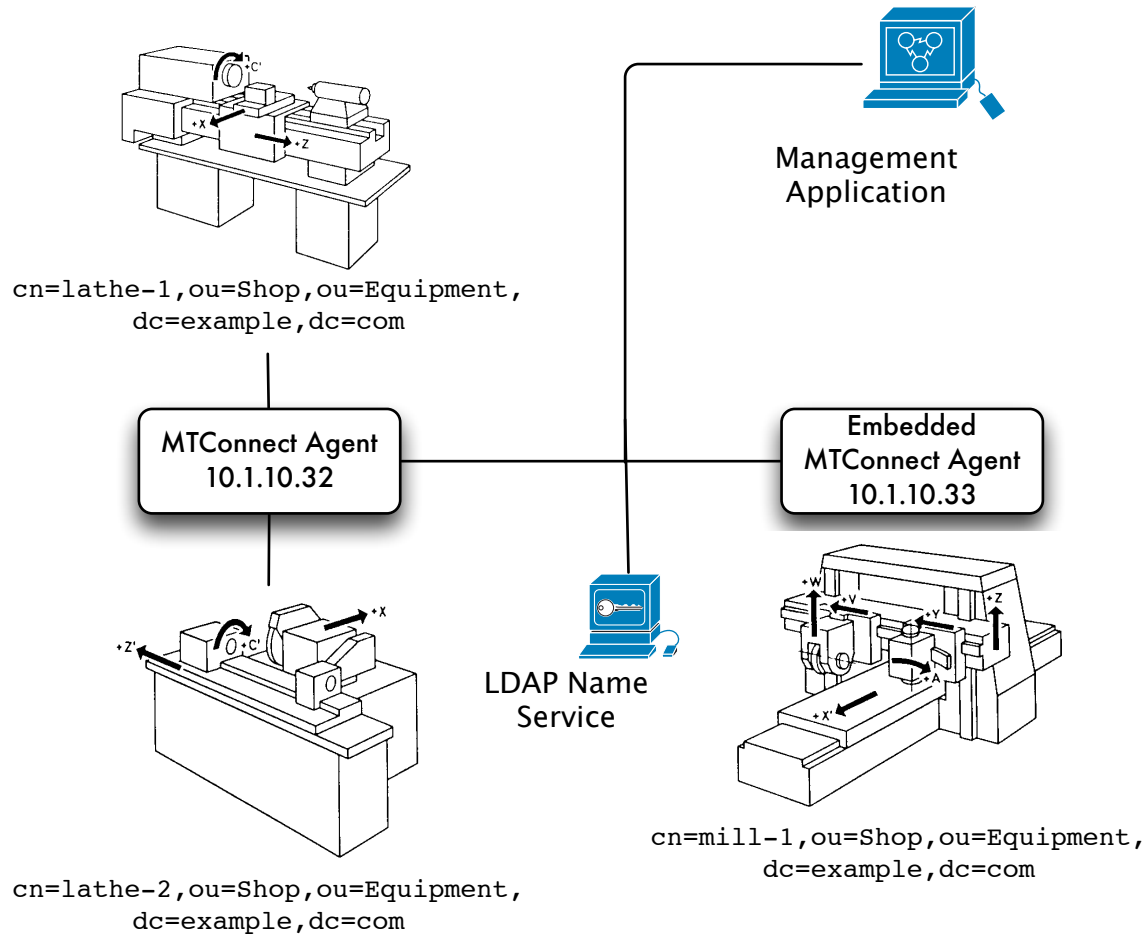 +C'
+X
+Z
cn=lathe-1,ou=Shop,ou=Equipment,
dc=example,dc=com
Management
Application
MTConnect Agent
10.1.10.32
Embedded
MTConnect Agent
10.1.10.33
+X
+Z'
+C'
LDAP Name
Service
+W
+V
+Y
+Z
+A
+X'
cn=mill-1,ou=Shop,ou=Equipment,
dc=example,dc=com
cn=lathe-2,ou=Shop,ou=Equipment,
dc=example,dc=com